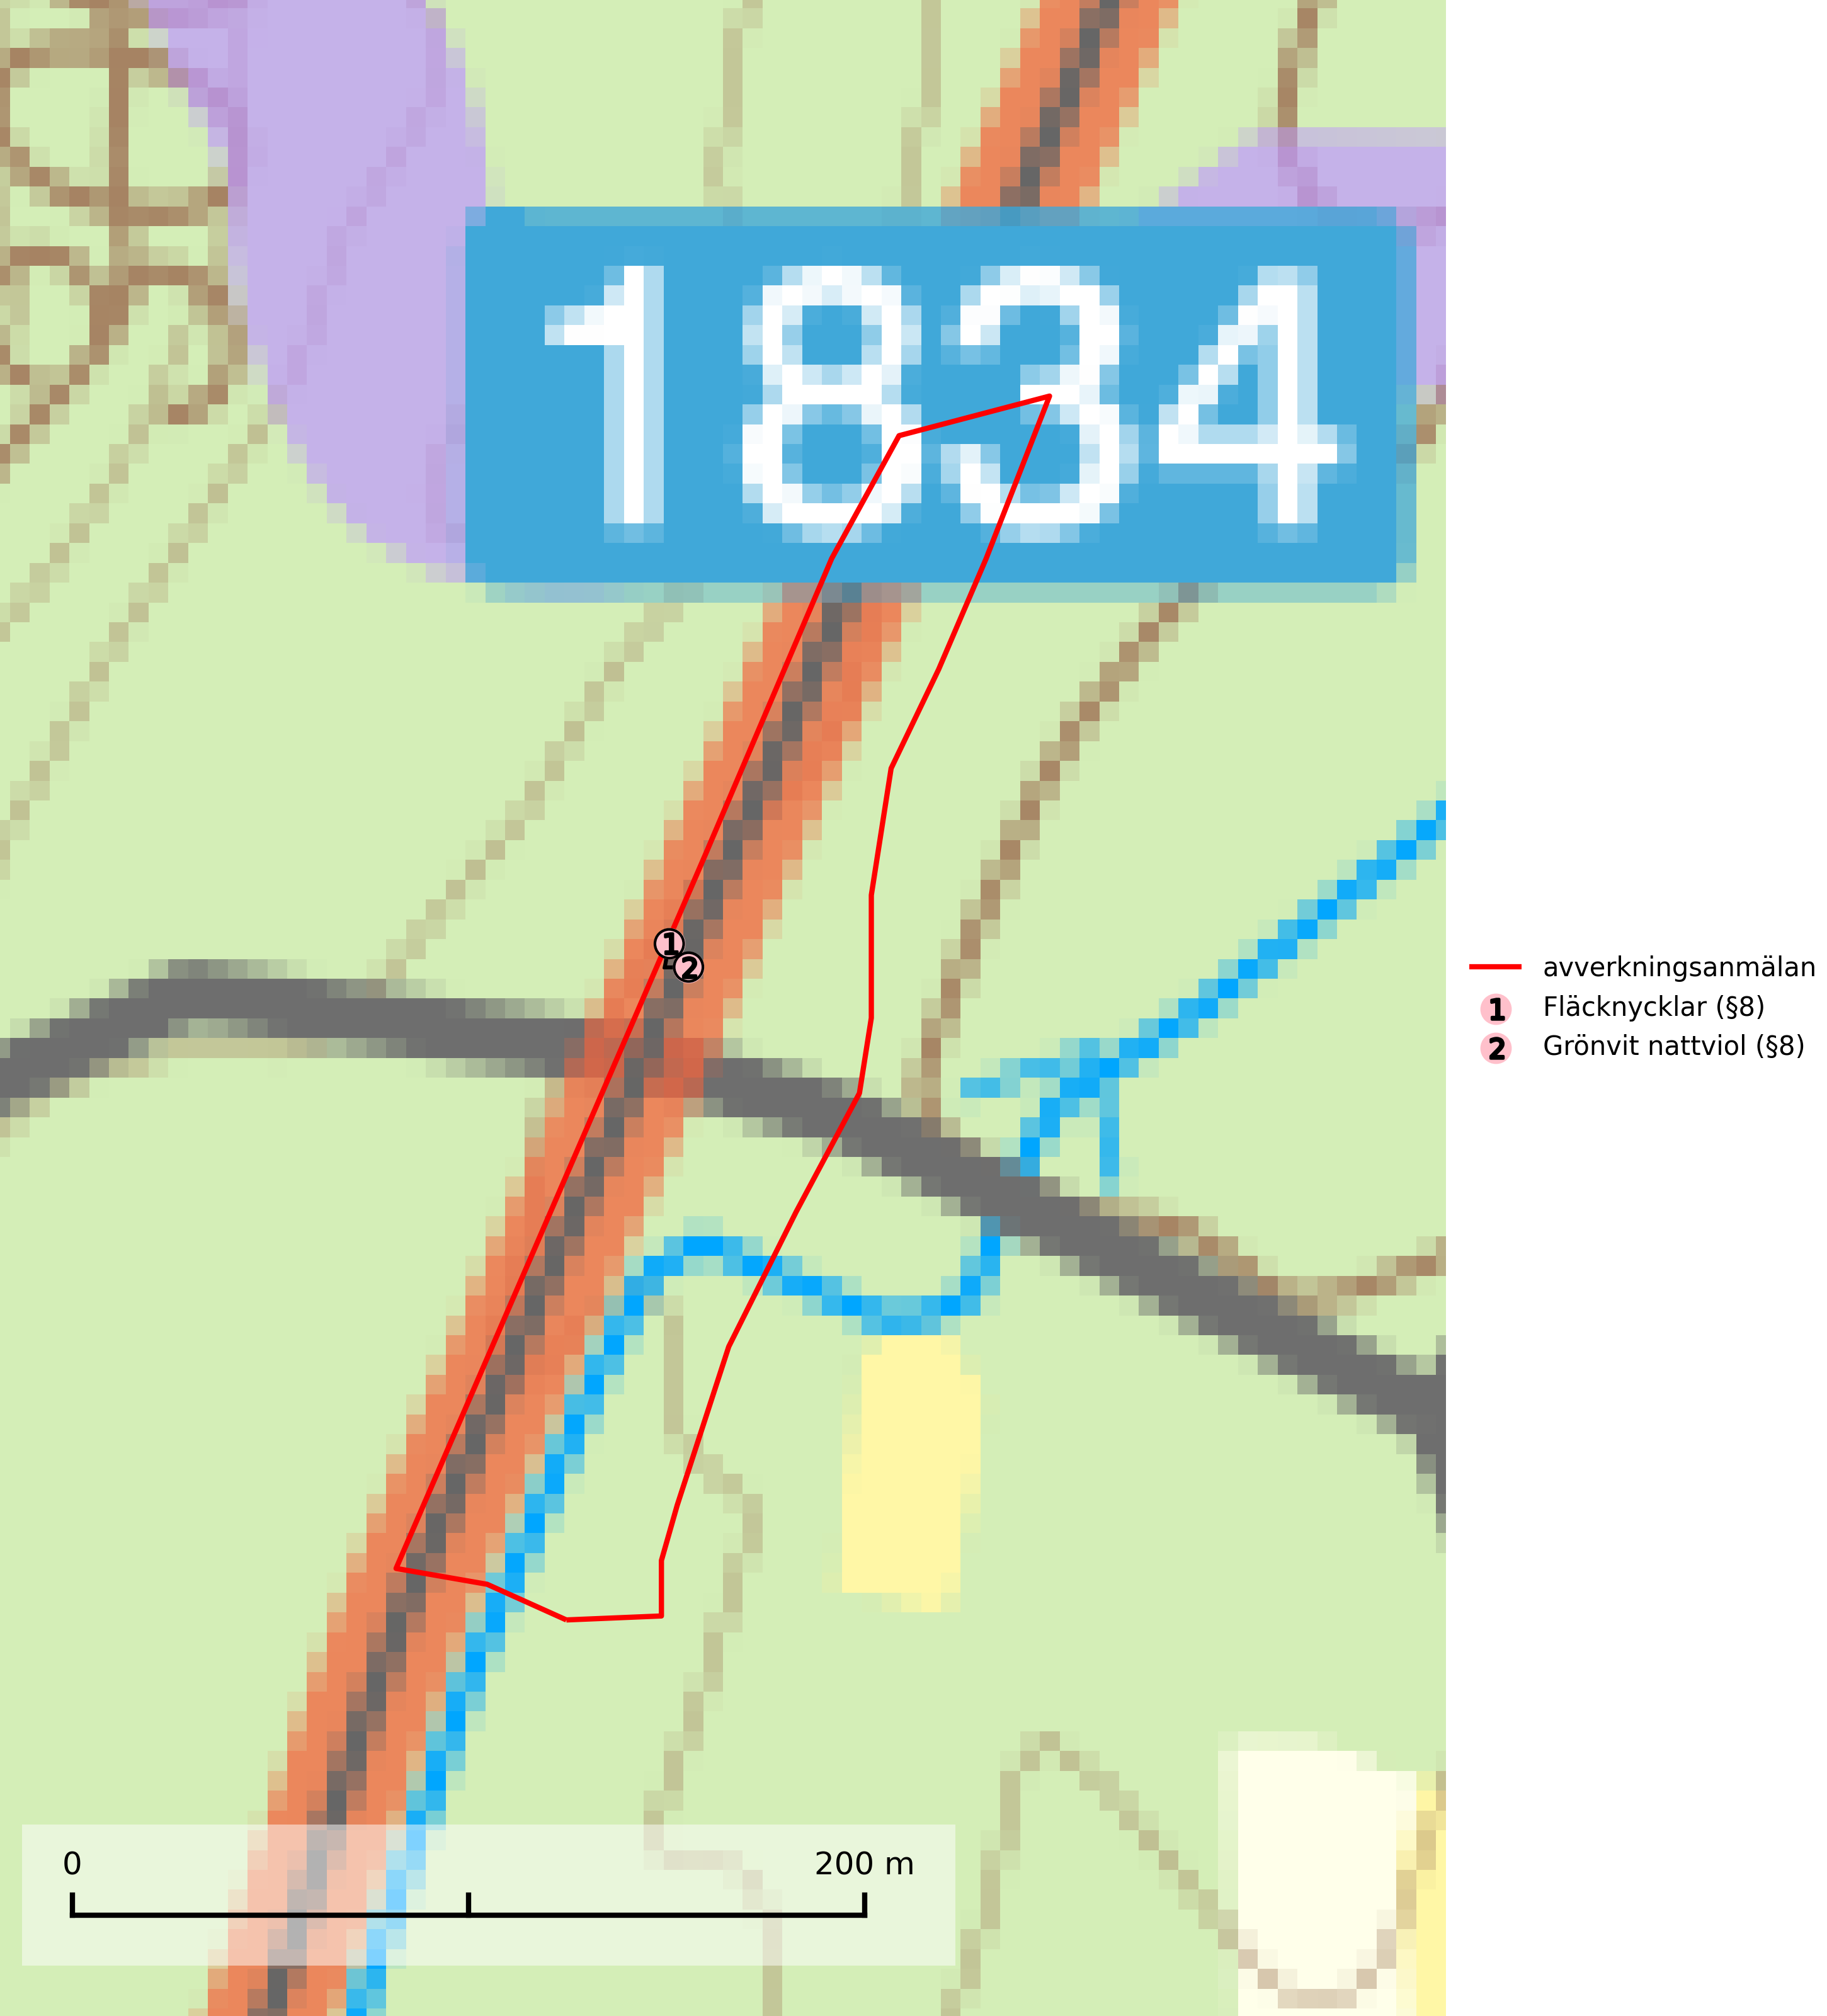 1834
1
2
avverkningsanmälan
1 Fläcknycklar (§8)
2 Grönvit nattviol (§8)
0 200 m